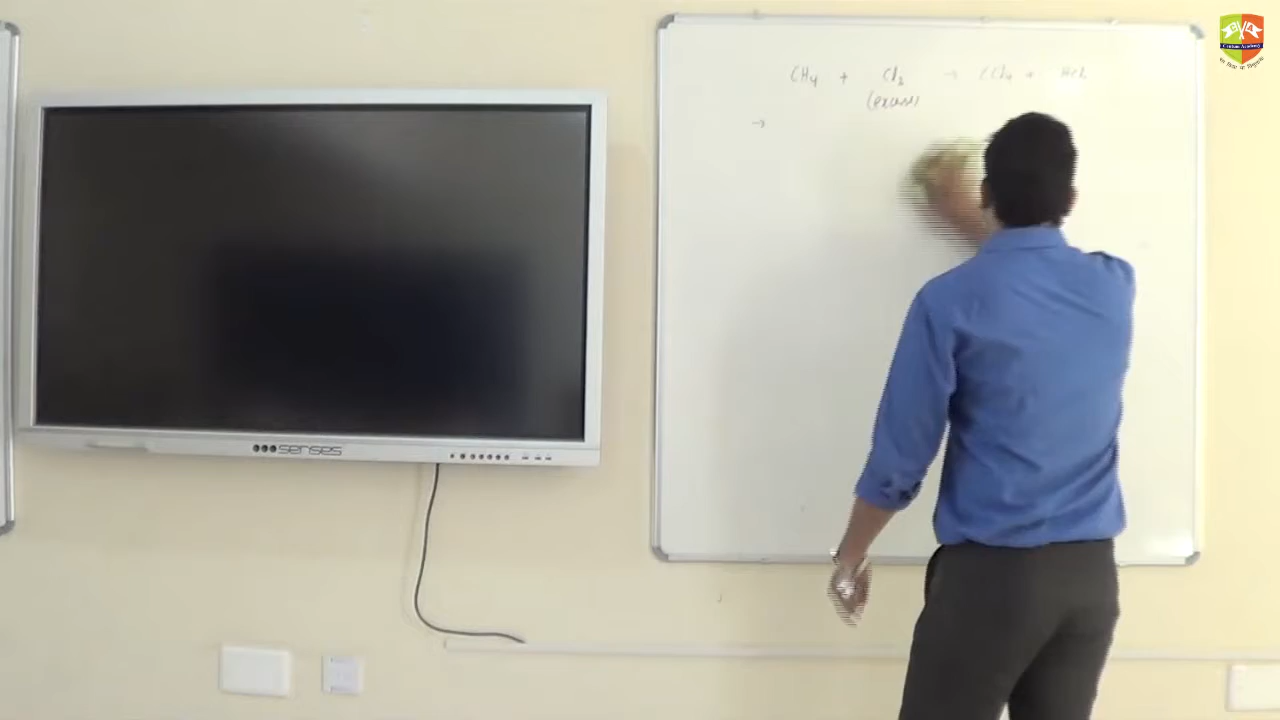 CH4 + Cl2 → CCl4 + HCl
(excess)
→
senses